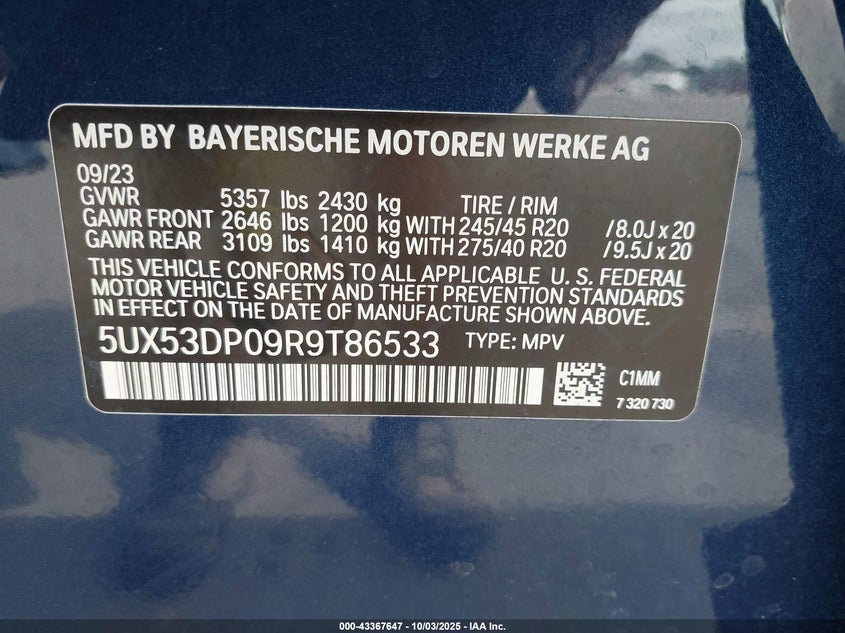 MFD BY BAYERISCHE MOTOREN WERKE AG
09/23
GVWR 5357 lbs 2430 kg TIRE / RIM
GAWR FRONT 2646 lbs 1200 kg WITH 245/45 R20 / 8.0J x 20
GAWR REAR 3109 lbs 1410 kg WITH 275/40 R20 / 9.5J x 20
THIS VEHICLE CONFORMS TO ALL APPLICABLE U. S. FEDERAL
MOTOR VEHICLE SAFETY AND THEFT PREVENTION STANDARDS
IN EFFECT ON THE DATE OF MANUFACTURE SHOWN ABOVE.
5UX53DP09R9T86533 TYPE: MPV
C1MM
7 320 730
000-43367647 - 10/03/2025 - IAA Inc.